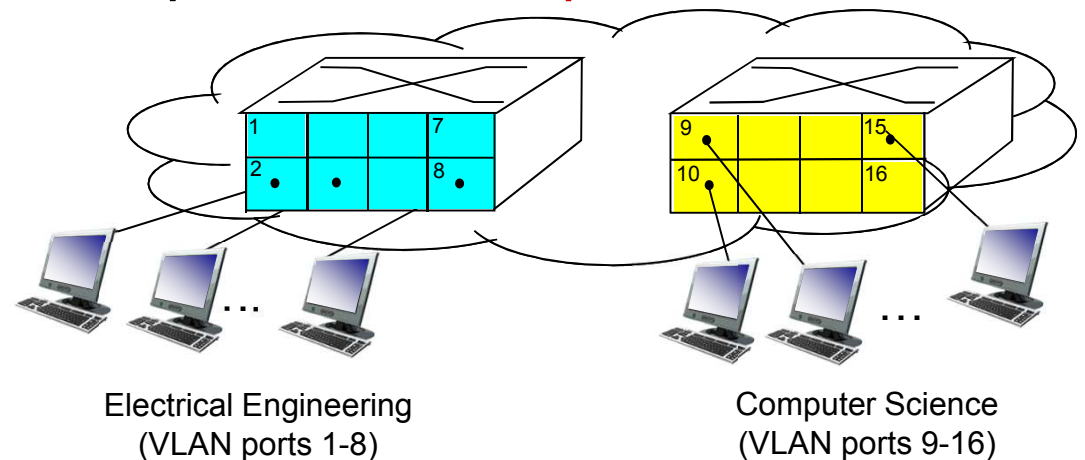 1
7
2
8
9
15
10
16
...
...
Electrical Engineering
(VLAN ports 1-8)
Computer Science
(VLAN ports 9-16)